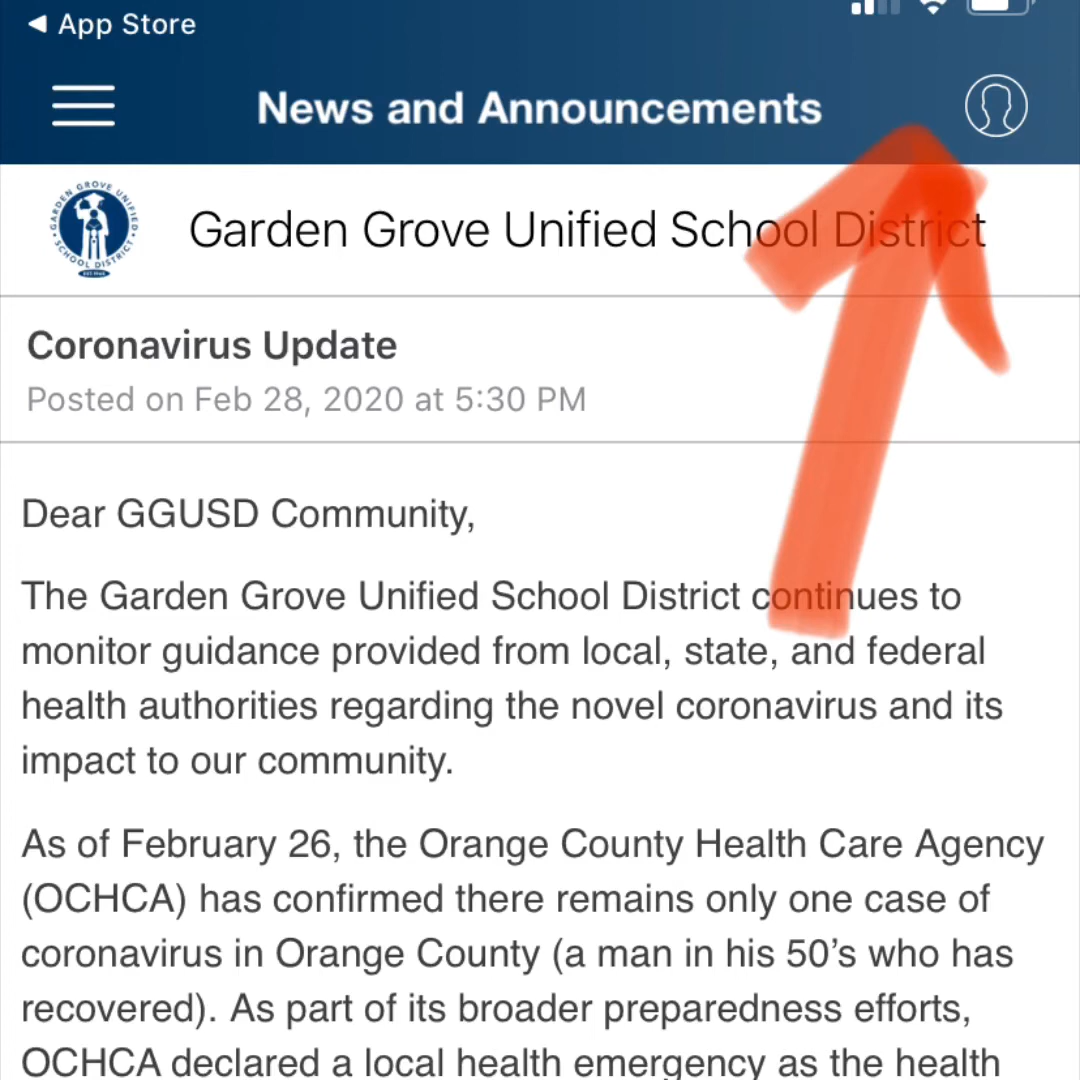 App Store
News and Announcements
GARDEN GROVE UNIFIED
SCHOOL DISTRICT
Garden Grove Unified School District
Coronavirus Update
Posted on Feb 28, 2020 at 5:30 PM
Dear GGUSD Community,
The Garden Grove Unified School District continues to
monitor guidance provided from local, state, and federal
health authorities regarding the novel coronavirus and its
impact to our community.
As of February 26, the Orange County Health Care Agency
(OCHCA) has confirmed there remains only one case of
coronavirus in Orange County (a man in his 50’s who has
recovered). As part of its broader preparedness efforts,
OCHCA declared a local health emergency as the health